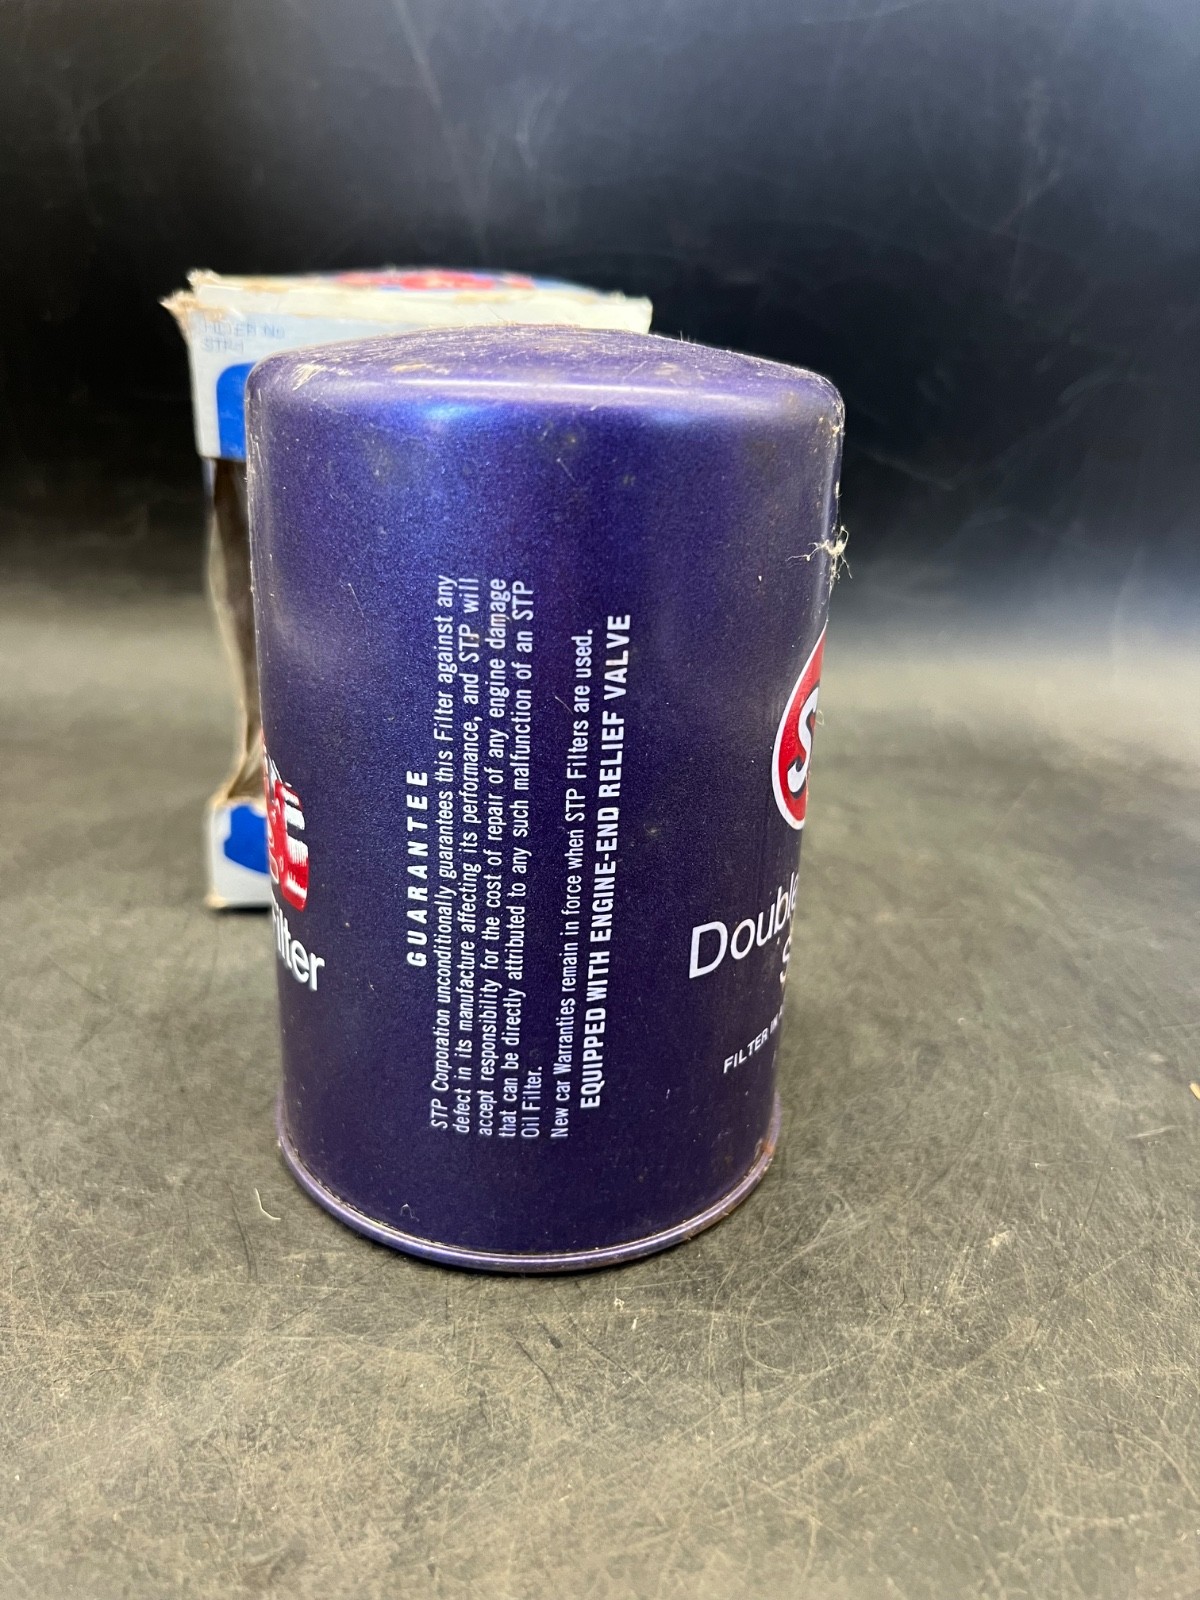 FILTER No
GUARANTEE
STP Corporation unconditionally guarantees this Filter against any
defect in its manufacture affecting its performance, and STP will
accept responsibility for the cost of repair of any engine damage
that can be directly attributed to any such malfunction of an STP
Oil Filter.
New car Warranties remain in force when STP Filters are used.
EQUIPPED WITH ENGINE-END RELIEF VALVE
Double
FILTER